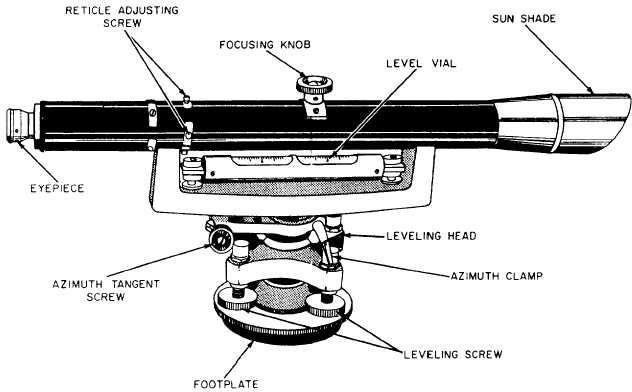 RETICLE ADJUSTING
SCREW
SUN SHADE
FOCUSING KNOB
LEVEL VIAL
EYEPIECE
LEVELING HEAD
AZIMUTH TANGENT
SCREW
AZIMUTH CLAMP
LEVELING SCREW
FOOTPLATE